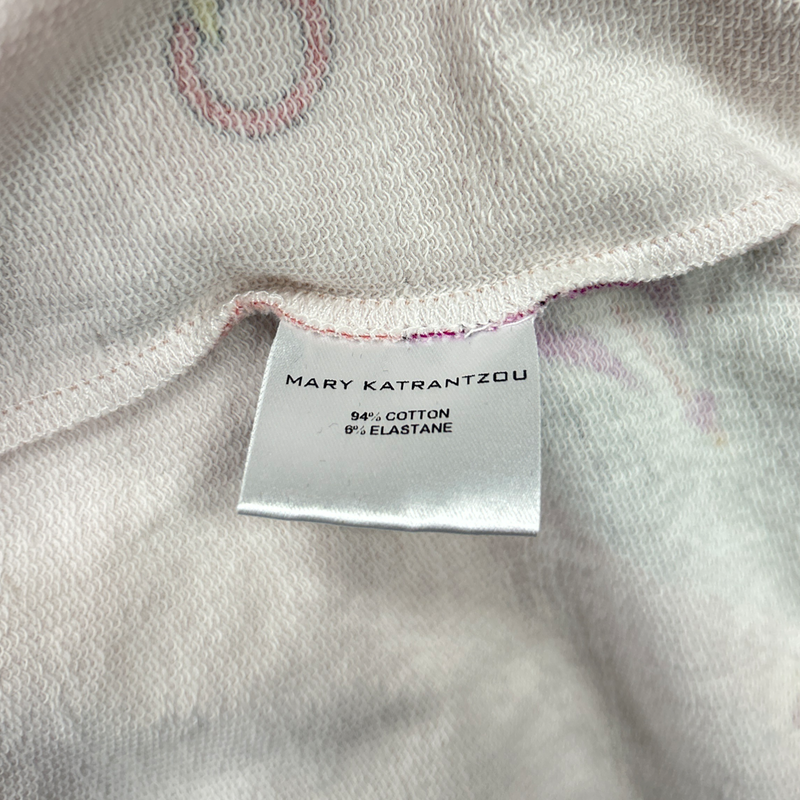 MARY KATRANTZOU
94% COTTON
6% ELASTANE